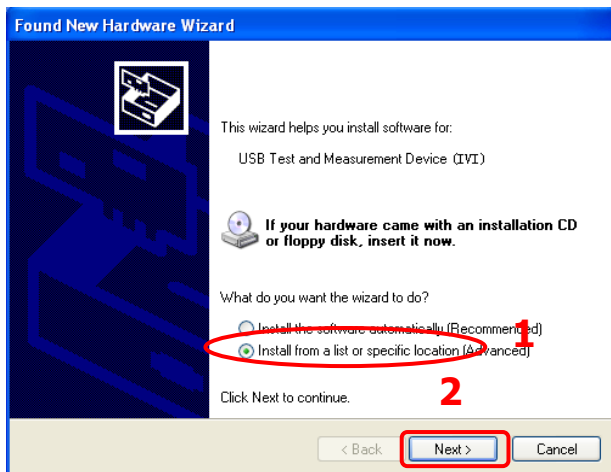 Found New Hardware Wizard
This wizard helps you install software for:
USB Test and Measurement Device (IVI)
If your hardware came with an installation CD
or floppy disk, insert it now.
What do you want the wizard to do?
Install the software automatically (Recommended)
1
Install from a list or specific location (Advanced)
2
Click Next to continue.
< Back
Next >
Cancel